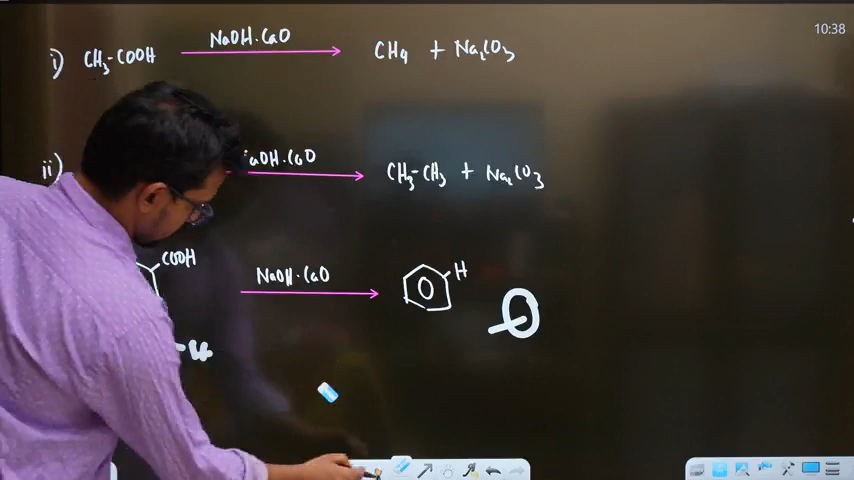 10:38
i) CH₃-COOH NaOH·CaO CH₄ + Na₂CO₃
ii) aOH·CaO CH₃-CH₃ + Na₂CO₃
COOH NaOH·CaO H